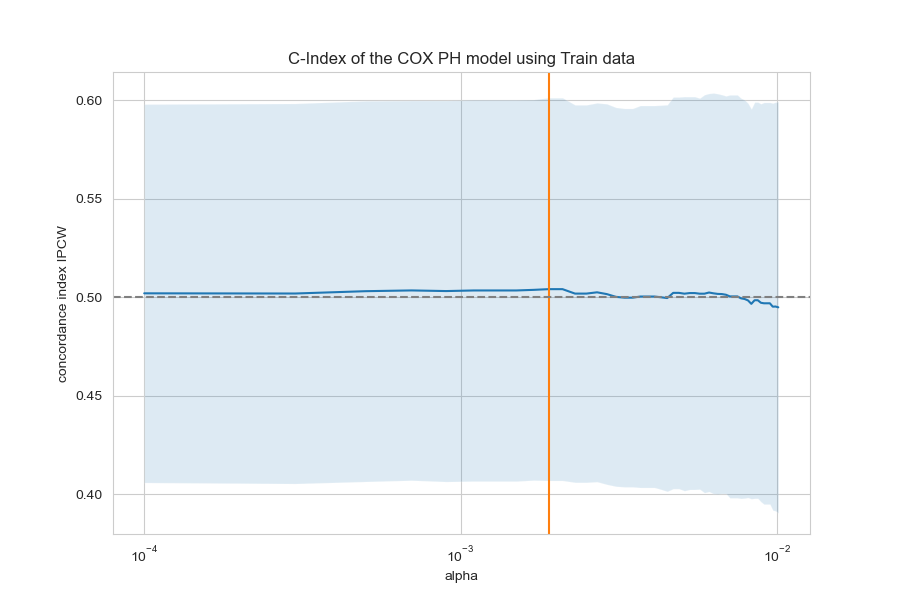 C-Index of the COX PH model using Train data
concordance index IPCW
0.60
0.55
0.50
0.45
0.40
10⁻⁴
10⁻³
10⁻²
alpha